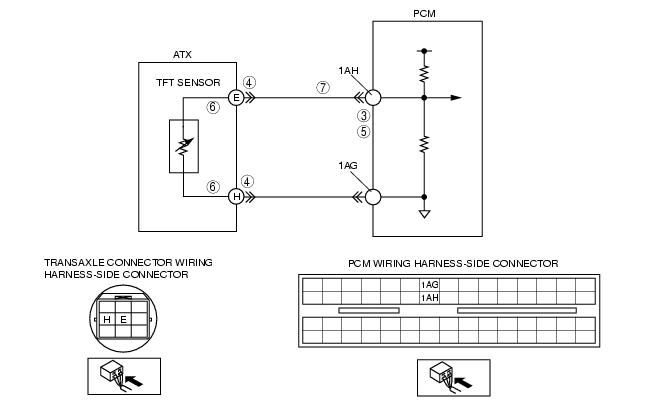 PCM
ATX
TFT SENSOR
1AH
④
⑦
E
⑥
③
⑤
1AG
⑥
④
H
TRANSAXLE CONNECTOR WIRING
HARNESS-SIDE CONNECTOR
PCM WIRING HARNESS-SIDE CONNECTOR
1AG
1AH
H E